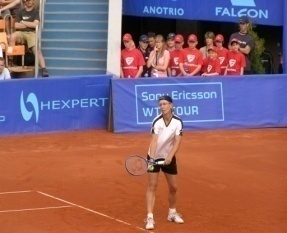 ANOTRIO
FALCON
HEXPERT
Sony Ericsson
WTA TOUR